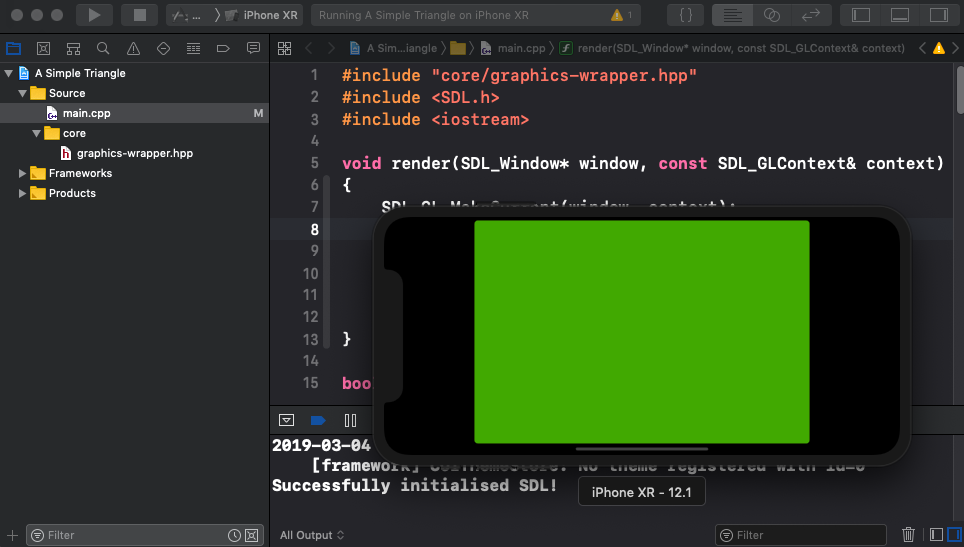 iPhone XR
Running A Simple Triangle on iPhone XR
1
{ }
A Sim...iangle
main.cpp
render(SDL_Window* window, const SDL_GLContext& context)
A Simple Triangle
Source
main.cpp
M
core
graphics-wrapper.hpp
Frameworks
Products
1 #include "core/graphics-wrapper.hpp"
2 #include <SDL.h>
3 #include <iostream>
4
5 void render(SDL_Window* window, const SDL_GLContext& context)
6 {
7 SDL_GL_MakeCurrent(window, context);
8
9
10
11
12
13 }
14
15 boo
2019-03-04
[framework] CUIThemeStore: No theme registered with id=0
Successfully initialised SDL!
iPhone XR - 12.1
Filter
All Output
Filter